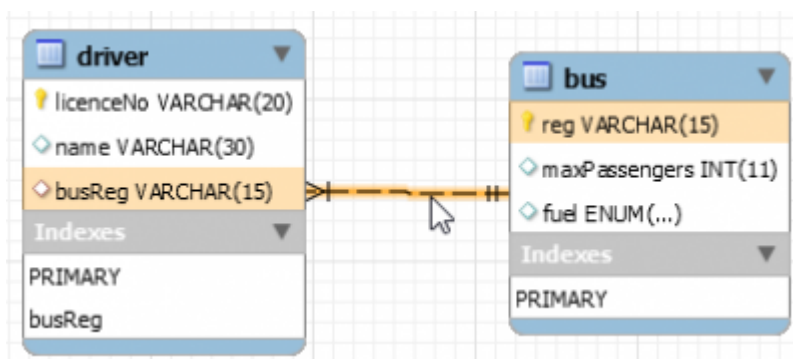 driver
licenceNo VARCHAR(20)
name VARCHAR(30)
busReg VARCHAR(15)
Indexes
PRIMARY
busReg
bus
reg VARCHAR(15)
maxPassengers INT(11)
fuel ENUM(...)
Indexes
PRIMARY